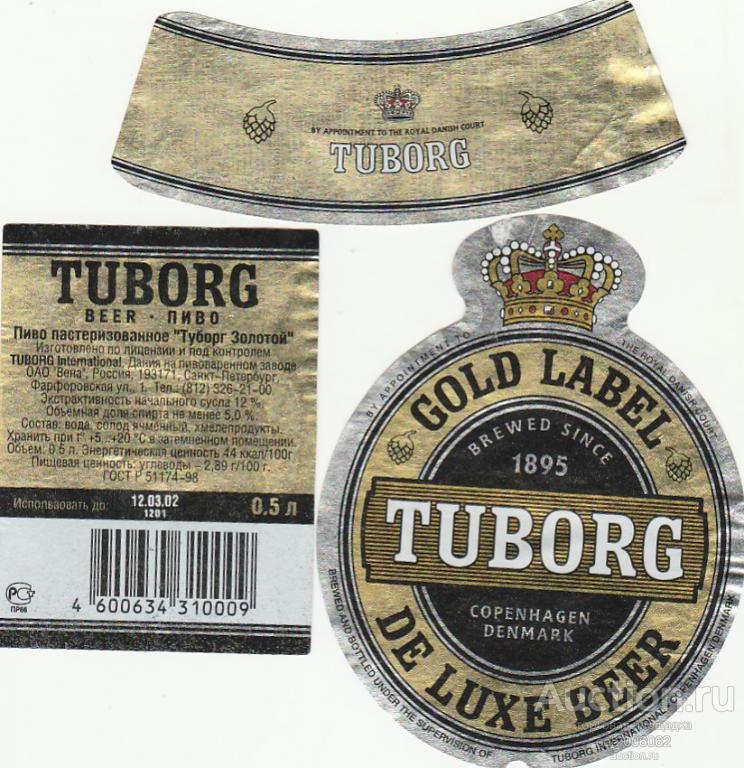 BY APPOINTMENT TO THE ROYAL DANISH COURT
TUBORG
TUBORG
BEER · ПИВО
Пиво пастеризованное "Туборг Золотой"
Изготовлено по лицензии и под контролем
TUBORG International, Дания на пивоваренном заводе
ОАО "Вена", Россия, 193171, Санкт-Петербург,
Фарфоровская ул., 1. Тел.: (812) 326-21-00
Экстрактивность начального сусла 12 %
Объемная доля спирта не менее 5,0 %
Состав: вода, солод ячменный, хмелепродукты.
Хранить при t° +5...+20 °С в затемненном помещении.
Объем: 0.5 л. Энергетическая ценность 44 ккал/100г
Пищевая ценность: углеводы – 2,89 г/100 г.
ГОСТ Р 51174-98
Использовать до: 12.03.02 0.5 л
1201
РСТ
ПР66
4 600634 310009
BY APPOINTMENT TO THE ROYAL DANISH COURT
GOLD LABEL
BREWED SINCE
1895
TUBORG
COPENHAGEN
DENMARK
DE LUXE BEER
BREWED AND BOTTLED UNDER THE SUPERVISION OF TUBORG INTERNATIONAL COPENHAGEN DENMARK
Auction.ru
auction.ru